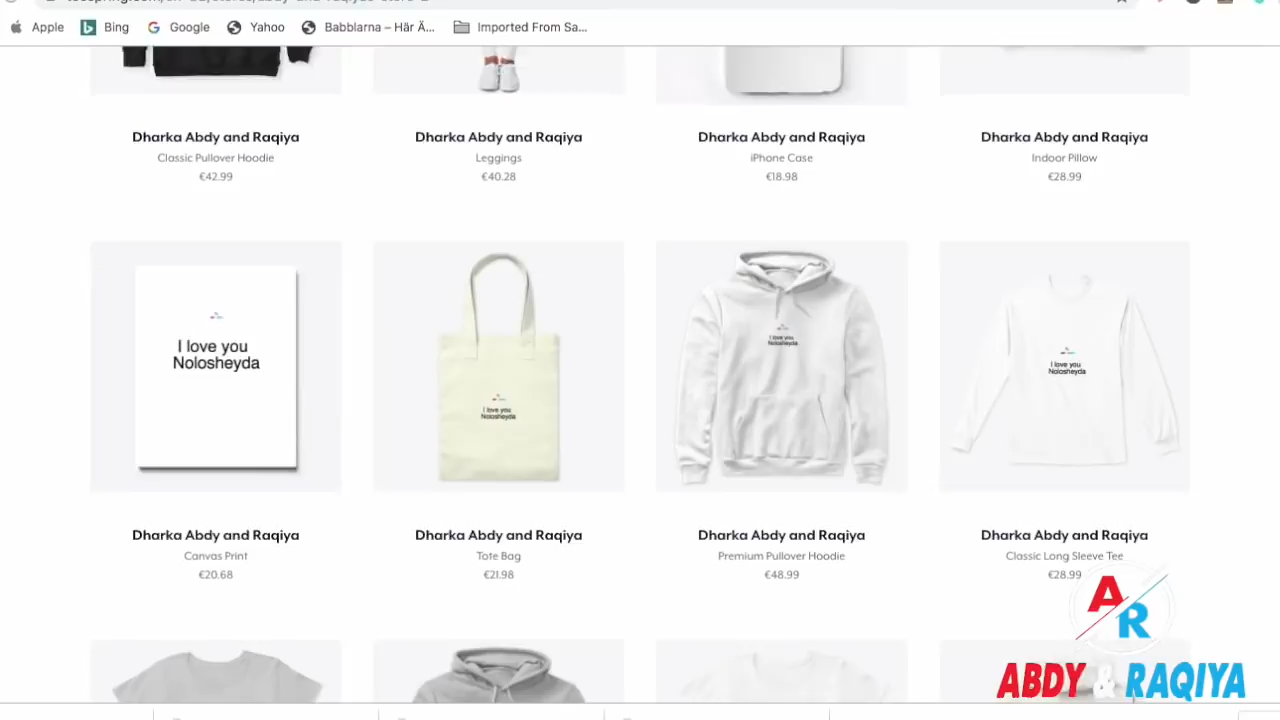 Apple Bing Google Yahoo Babblarna – Här Ä... Imported From Sa...
Dharka Abdy and Raqiya
Classic Pullover Hoodie
€42.99
Dharka Abdy and Raqiya
Leggings
€40.28
Dharka Abdy and Raqiya
iPhone Case
€18.98
Dharka Abdy and Raqiya
Indoor Pillow
€28.99
I love you
Nolosheyda
I love you
Nolosheyda
I love you
Nolosheyda
I love you
Nolosheyda
Dharka Abdy and Raqiya
Canvas Print
€20.68
Dharka Abdy and Raqiya
Tote Bag
€21.98
Dharka Abdy and Raqiya
Premium Pullover Hoodie
€48.99
Dharka Abdy and Raqiya
Classic Long Sleeve Tee
€28.99
AR
ABDY & RAQIYA